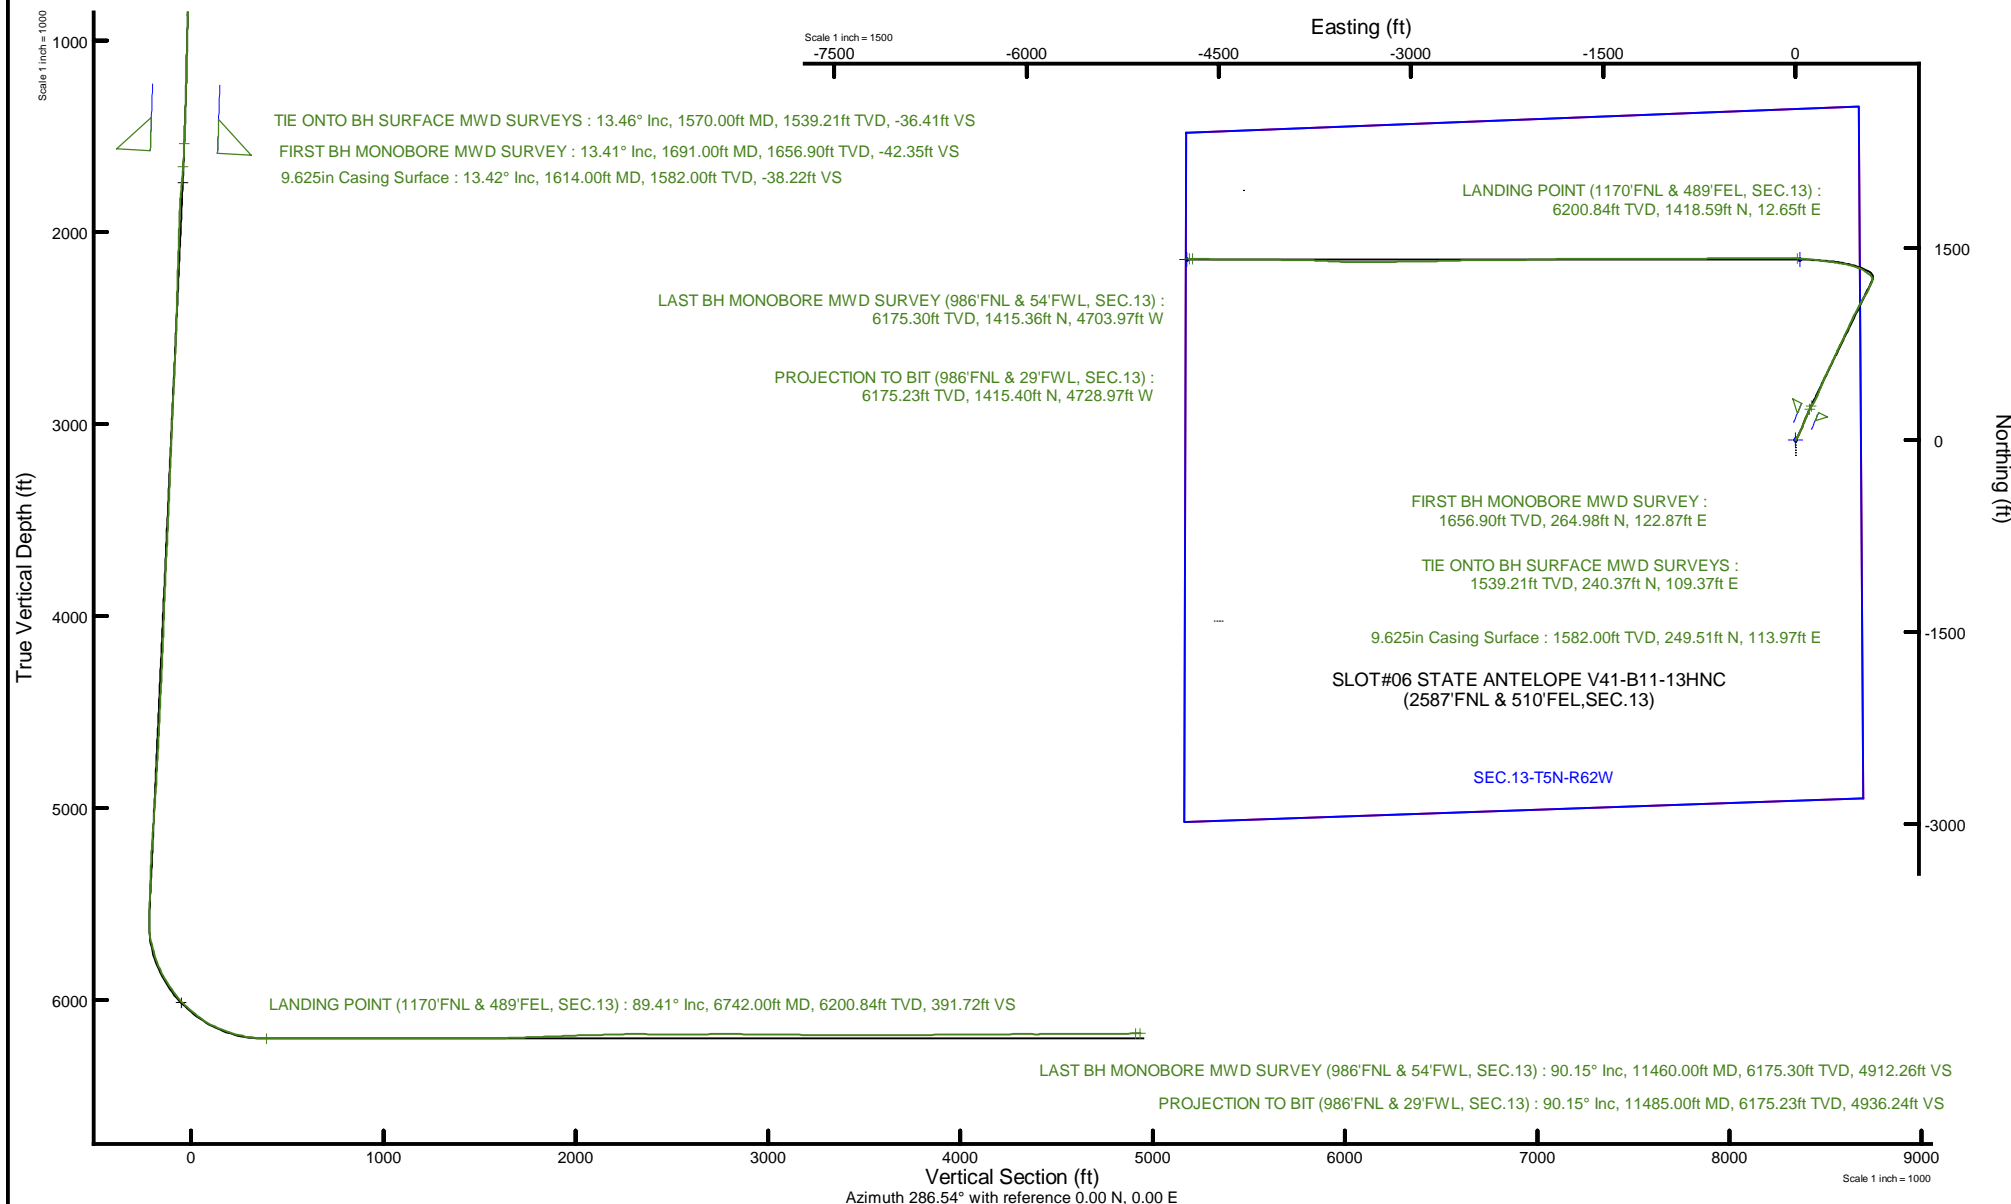 Scale 1 inch = 1000
1000
2000
3000
4000
5000
6000
True Vertical Depth (ft)
TIE ONTO BH SURFACE MWD SURVEYS : 13.46° Inc, 1570.00ft MD, 1539.21ft TVD, -36.41ft VS
FIRST BH MONOBORE MWD SURVEY : 13.41° Inc, 1691.00ft MD, 1656.90ft TVD, -42.35ft VS
9.625in Casing Surface : 13.42° Inc, 1614.00ft MD, 1582.00ft TVD, -38.22ft VS
LANDING POINT (1170'FNL & 489'FEL, SEC.13) : 89.41° Inc, 6742.00ft MD, 6200.84ft TVD, 391.72ft VS
LAST BH MONOBORE MWD SURVEY (986'FNL & 54'FWL, SEC.13) : 90.15° Inc, 11460.00ft MD, 6175.30ft TVD, 4912.26ft VS
PROJECTION TO BIT (986'FNL & 29'FWL, SEC.13) : 90.15° Inc, 11485.00ft MD, 6175.23ft TVD, 4936.24ft VS
0 1000 2000 3000 4000 5000 6000 7000 8000 9000
Vertical Section (ft)
Azimuth 286.54° with reference 0.00 N, 0.00 E
Scale 1 inch = 1000
Easting (ft)
Scale 1 inch = 1500
-7500 -6000 -4500 -3000 -1500 0
LANDING POINT (1170'FNL & 489'FEL, SEC.13) :
6200.84ft TVD, 1418.59ft N, 12.65ft E
LAST BH MONOBORE MWD SURVEY (986'FNL & 54'FWL, SEC.13) :
6175.30ft TVD, 1415.36ft N, 4703.97ft W
PROJECTION TO BIT (986'FNL & 29'FWL, SEC.13) :
6175.23ft TVD, 1415.40ft N, 4728.97ft W
FIRST BH MONOBORE MWD SURVEY :
1656.90ft TVD, 264.98ft N, 122.87ft E
TIE ONTO BH SURFACE MWD SURVEYS :
1539.21ft TVD, 240.37ft N, 109.37ft E
9.625in Casing Surface : 1582.00ft TVD, 249.51ft N, 113.97ft E
SLOT#06 STATE ANTELOPE V41-B11-13HNC
(2587'FNL & 510'FEL,SEC.13)
SEC.13-T5N-R62W
1500
0
-1500
-3000
Northing (ft)